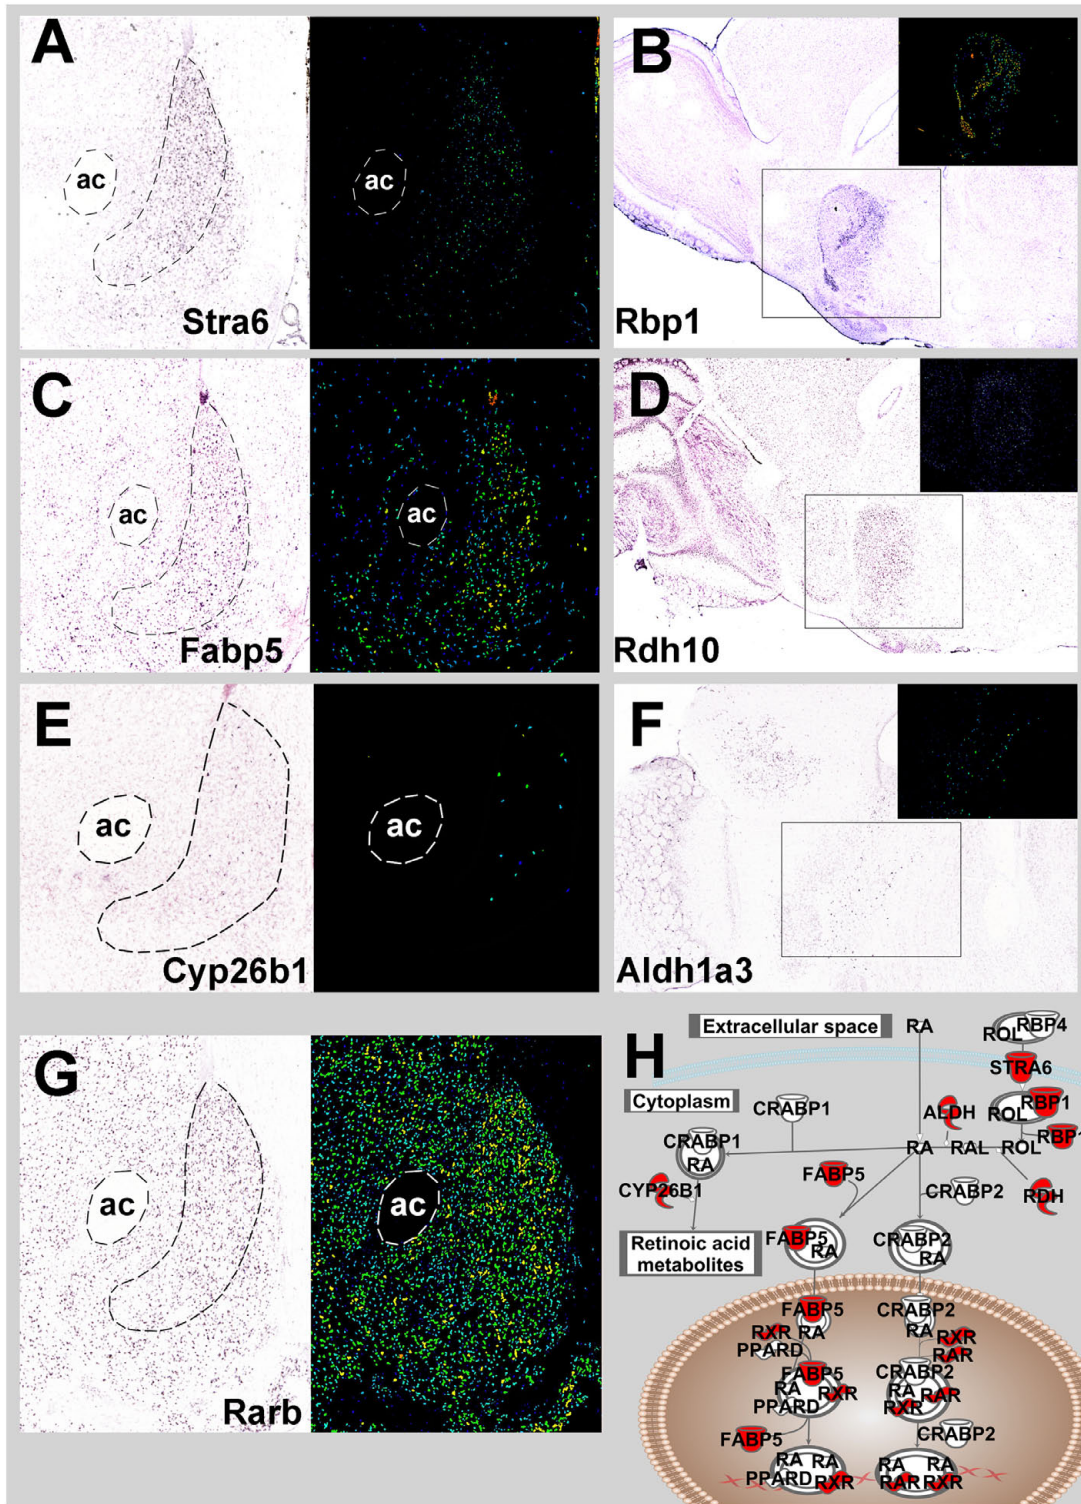 A
ac
ac
Stra6
B
Rbp1
C
ac
ac
Fabp5
D
Rdh10
E
ac
ac
Cyp26b1
F
Aldh1a3
G
ac
ac
Rarb
H
Extracellular space
RA
ROL RBP4
STRA6
Cytoplasm
CRABP1
ALDH
ROL RBP1
CRABP1
RA
RA RAL ROL RBP1
CYP26B1
FABP5
CRABP2
RDH
Retinoic acid
metabolites
FABP5
RA
CRABP2
RA
FABP5
RA
CRABP2
RA
RXR
PPARD
RXR
RAR
FABP5
RA
RXR
PPARD
CRABP2
RA
RAR
RXR
FABP5
CRABP2
RA RA
PPARD
RXR
RA RA
RAR RXR